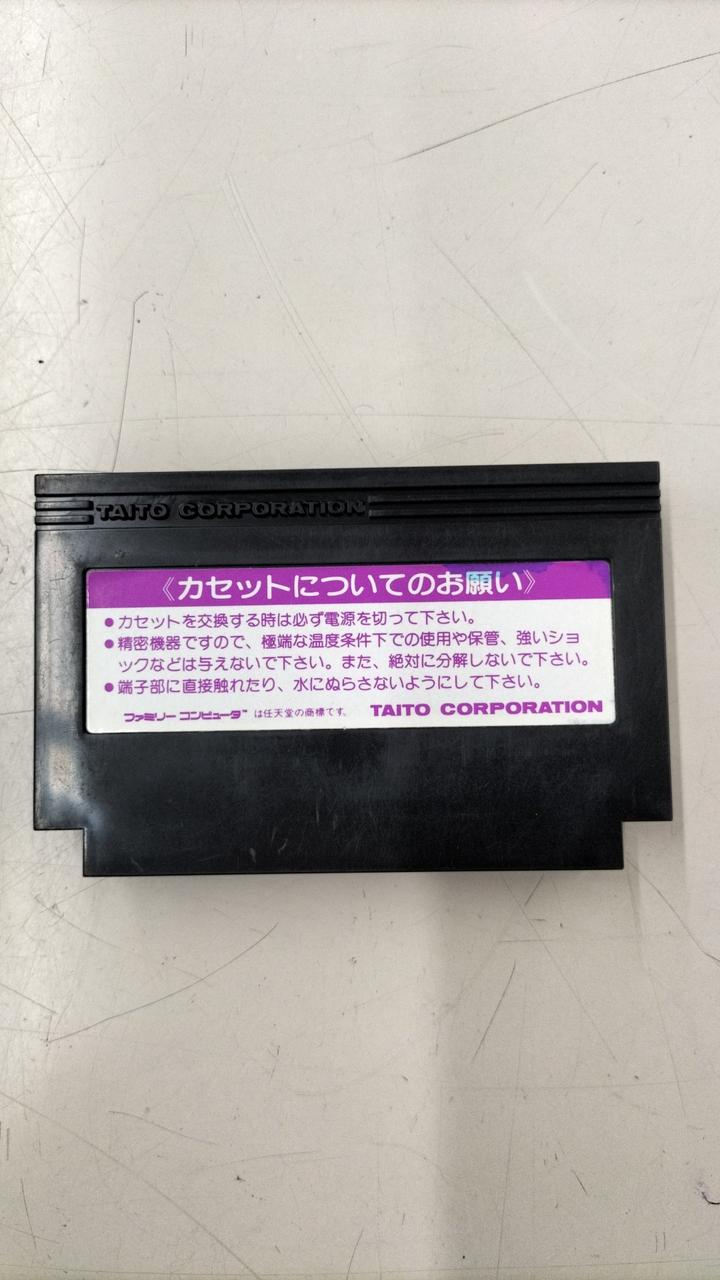 TAITO CORPORATION
《カセットについてのお願い》
●カセットを交換する時は必ず電源を切って下さい。
●精密機器ですので、極端な温度条件下での使用や保管、強いショ
ックなどは与えないで下さい。また、絶対に分解しないで下さい。
●端子部に直接触れたり、水にぬらさないようにして下さい。
ファミリーコンピュータ™ は任天堂の商標です。 TAITO CORPORATION